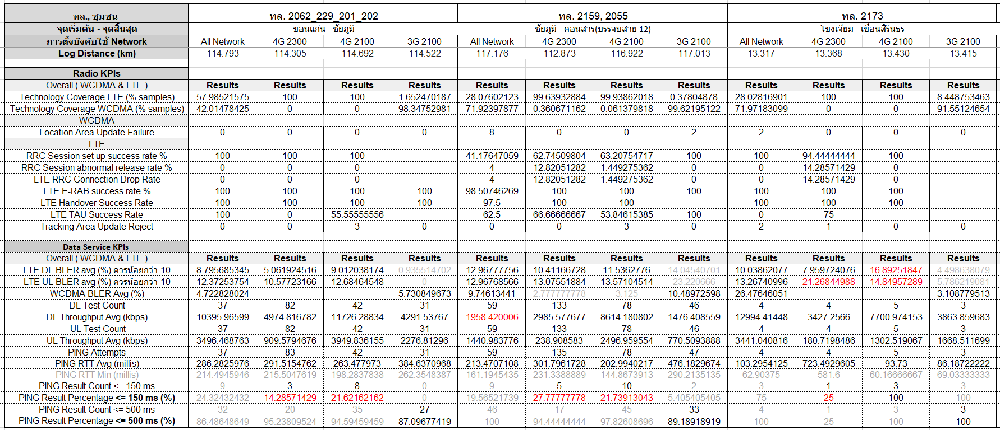 ทล., ชุมชน ทล. 2062_229_201_202 ทล. 2159, 2055 ทล. 2173
จุดเริ่มต้น - จุดสิ้นสุด ขอนแก่น - ชัยภูมิ ชัยภูมิ - คอนสาร(บรรจบสาย 12) โขงเจียม - เขื่อนสิรินธร
การตั้งบังคับใช้ Network All Network 4G 2300 4G 2100 3G 2100 All Network 4G 2300 4G 2100 3G 2100 All Network 4G 2300 4G 2100 3G 2100
Log Distance (km) 114.793 114.305 114.692 114.522 117.176 112.873 116.922 117.013 13.317 13.368 13.430 13.415
Radio KPIs
Overall ( WCDMA & LTE ) Results Results Results Results Results Results Results Results Results Results Results Results
Technology Coverage LTE (% samples) 57.98521575 100 100 1.652470187 28.07602123 99.63932884 99.93862018 0.37804878 28.02816901 100 100 8.448753463
Technology Coverage WCDMA (% samples) 42.01478425 0 0 98.34752981 71.92397877 0.360671162 0.061379818 99.62195122 71.97183099 0 0 91.55124654
WCDMA
Location Area Update Failure 0 0 0 0 8 0 0 2 2 0 0 0
LTE
RRC Session set up success rate % 100 100 100 41.17647059 62.74509804 63.20754717 100 100 94.44444444 100
RRC Session abnormal release rate % 0 0 0 4 12.82051282 1.449275362 0 0 14.28571429 0
LTE RRC Connection Drop Rate 0 0 0 4 12.82051282 1.449275362 0 0 14.28571429 0
LTE E-RAB success rate % 100 100 100 100 98.50746269 100 100 100 100 100 100
LTE Handover Success Rate 100 100 100 100 97.5 100 100 100 100 100
LTE TAU Success Rate 100 0 55.55555556 62.5 66.66666667 53.84615385 100 0 75
Tracking Area Update Reject 0 0 3 0 0 0 3 0 2 1 0 0
Data Service KPIs
Overall ( WCDMA & LTE ) Results Results Results Results Results Results Results Results Results Results Results Results
LTE DL BLER avg (%) ควรน้อยกว่า 10 8.795685345 5.061924516 9.012038174 0.935514702 12.96777756 10.41166728 11.5362776 14.04540701 10.03862077 7.959724076 16.89251847 4.498638079
LTE UL BLER avg (%) ควรน้อยกว่า 10 12.37253754 10.57723166 12.68464548 0 12.96768566 13.07551884 13.57104514 23.220666 13.26740996 21.26844988 14.84957289 5.786219081
WCDMA BLER Avg (%) 4.722828024 5.730849673 9.74613441 2.777777778 3.125 10.48972598 26.47646051 3.108779513
DL Test Count 37 82 42 31 59 133 78 46 4 4 5 3
DL Throughput Avg (kbps) 10395.96599 4974.816782 11726.28834 4291.53767 1958.420006 2985.577677 8614.180802 1476.408559 12994.41448 3427.2566 7700.974153 3863.859683
UL Test Count 37 82 42 31 59 133 78 46 4 4 5 3
UL Throughput Avg (kbps) 3496.468763 909.5794676 3949.836155 2276.81296 1440.983776 238.908583 2496.959554 770.5093888 3441.040816 180.7198486 1302.519067 1668.511699
PING Attempts 37 83 42 31 59 135 78 47 4 4 5 3
PING RTT Avg (millis) 286.2825976 291.5154762 263.477973 384.6370968 213.4707108 301.7961728 202.9940217 476.1829674 103.2954125 723.4929605 93.73 86.18722222
PING RTT Min (millis) 214.4945946 215.5047619 198.2837838 262.3548387 161.1945435 231.3388889 144.8673913 290.2135135 62.90375 581.6 60.16666667 69.03333333
PING Result Count <= 150 ms 9 3 8 0 9 5 10 2 3 1 3 3
PING Result Percentage <= 150 ms (%) 24.32432432 14.28571429 21.62162162 0 19.56521739 27.77777778 21.73913043 5.405405405 75 25 100 100
PING Result Count <= 500 ms 32 20 35 27 46 17 45 33 4 1 3 3
PING Result Percentage <= 500 ms (%) 86.48648649 95.23809524 94.59459459 87.09677419 100 94.44444444 97.82608696 89.18918919 100 25 100 100